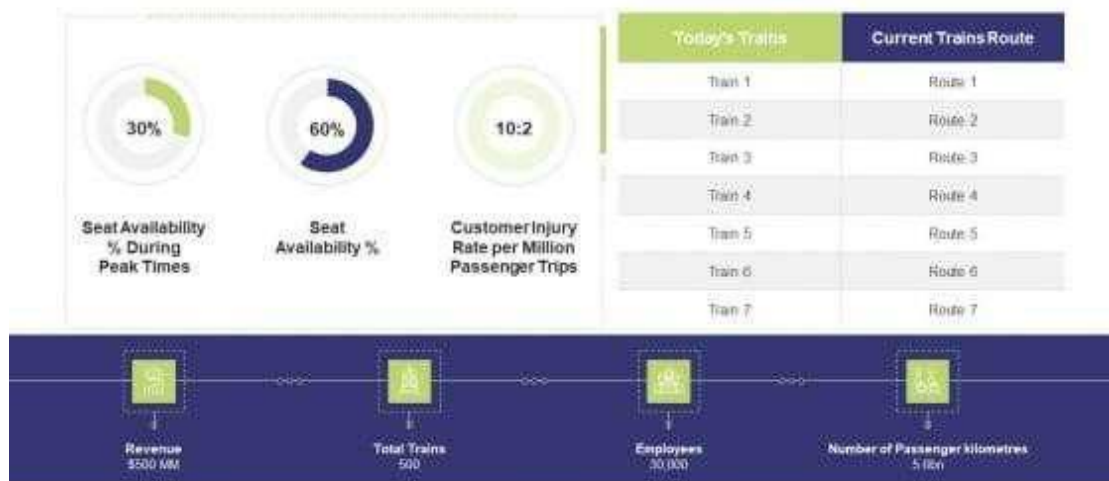 30%
60%
10:2
Seat Availability
% During
Peak Times
Seat
Availability %
Customer Injury
Rate per Million
Passenger Trips
Today's Trains Current Trains Route
Train 1 Route 1
Train 2 Route 2
Train 3 Route 3
Train 4 Route 4
Train 5 Route 5
Train 6 Route 6
Train 7 Route 7
Revenue
$500 MM
Total Trains
500
Employees
30,000
Number of Passenger kilometres
5.0bn